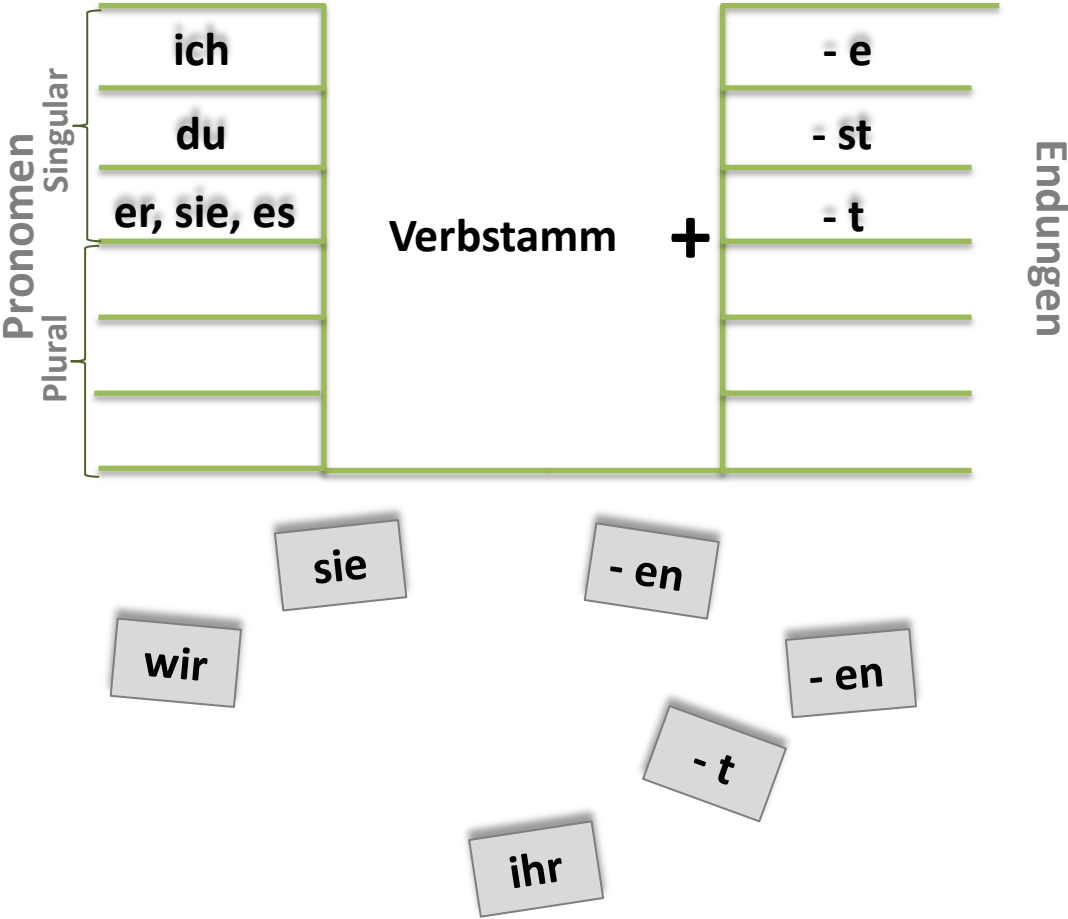 Pronomen
Singular
Plural
ich
- e
du
- st
er, sie, es
- t
Verbstamm +
Endungen
sie
- en
wir
- en
- t
ihr